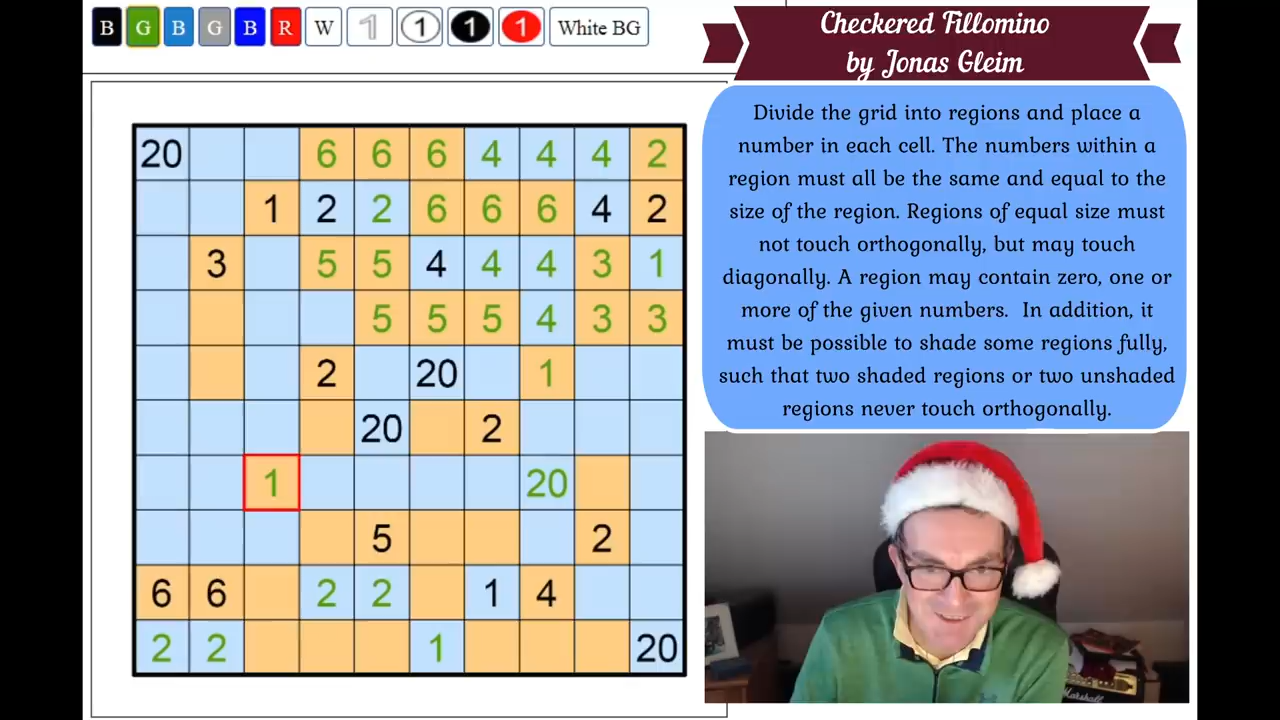 B G B G B R W 1 1 1 1 White BG
Checkered Fillomino
by Jonas Gleim
Divide the grid into regions and place a
number in each cell. The numbers within a
region must all be the same and equal to the
size of the region. Regions of equal size must
not touch orthogonally, but may touch
diagonally. A region may contain zero, one or
more of the given numbers. In addition, it
must be possible to shade some regions fully,
such that two shaded regions or two unshaded
regions never touch orthogonally.
20 6 6 6 4 4 4 2
1 2 2 6 6 6 4 2
3 5 5 4 4 4 3 1
5 5 5 4 3 3
2 20 1
20 2
1 20
5 2
6 6 2 2 1 4
2 2 1 20
Marshall